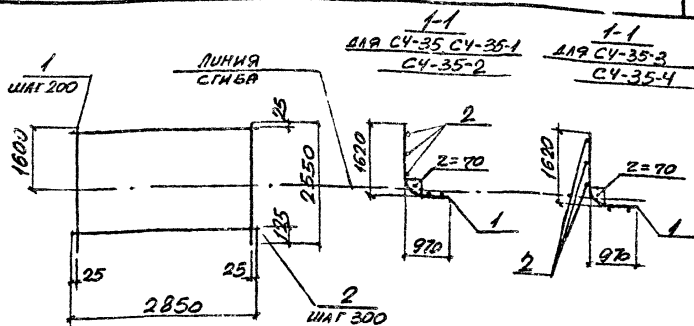 1-1
ДЛЯ СЧ-35 СЧ-35-1
СЧ-35-2
1-1
ДЛЯ СЧ-35-3
СЧ-35-4
1
ШАГ 200
ЛИНИЯ
СГИБА
25
1600
2550
125
25
25
2850
2
ШАГ 300
2
1620
Z=70
970
1
1620
Z=70
970
1
2